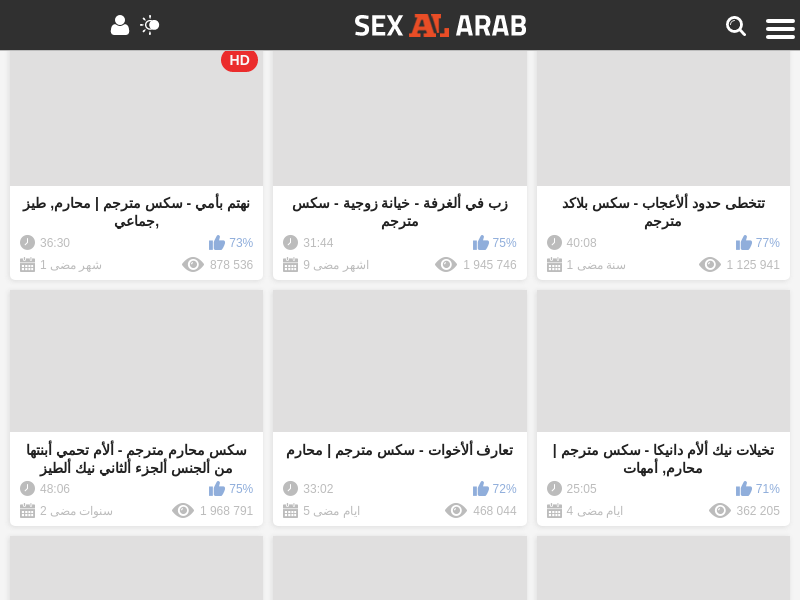 SEX AL ARAB
HD
نهتم بأمي - سكس مترجم | محارم, طيز
,جماعي
36:30
73%
شهر مضى 1
878 536
زب في ألغرفة - خيانة زوجية - سكس
مترجم
31:44
75%
اشهر مضى 9
1 945 746
تتخطى حدود ألأعجاب - سكس بلاكد
مترجم
40:08
77%
سنة مضى 1
1 125 941
سكس محارم مترجم - ألأم تحمي أبنتها
من ألجنس ألجزء ألثاني نيك ألطيز
48:06
75%
سنوات مضى 2
1 968 791
تعارف ألأخوات - سكس مترجم | محارم
33:02
72%
ايام مضى 5
468 044
تخيلات نيك ألأم دانيكا - سكس مترجم |
محارم, أمهات
25:05
71%
ايام مضى 4
362 205